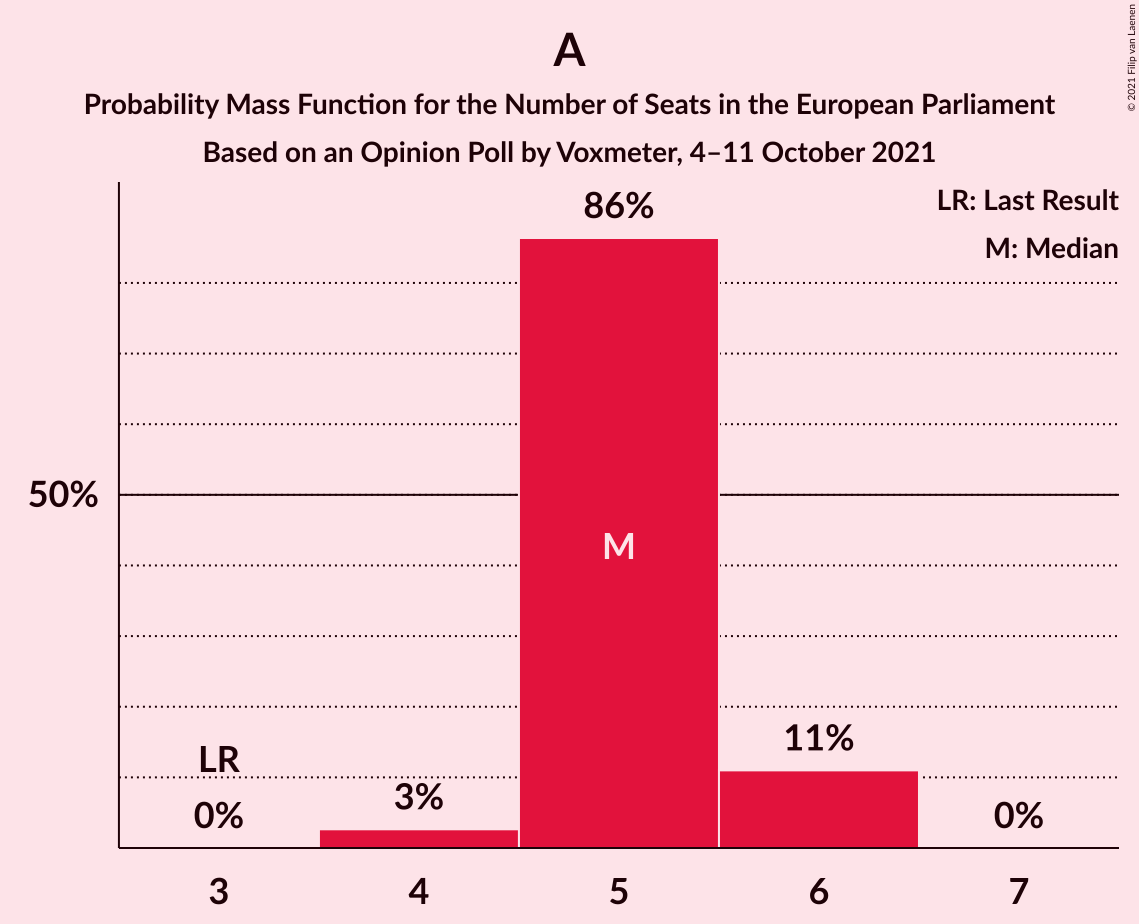 A
Probability Mass Function for the Number of Seats in the European Parliament
Based on an Opinion Poll by Voxmeter, 4–11 October 2021
© 2021 Filip van Laenen
LR: Last Result
M: Median
86%
50%
M
11%
LR
3%
0%
0%
3 4 5 6 7